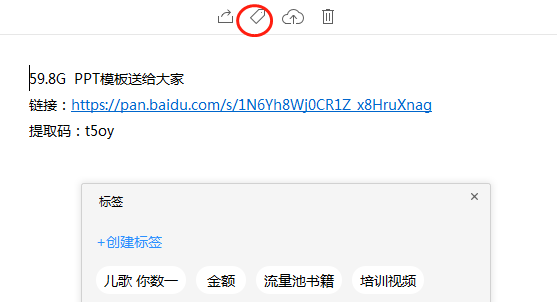 59.8G  PPT模板送给大家
链接：https://pan.baidu.com/s/1N6Yh8Wj0CR1Z_x8HruXnag
提取码：t5oy
标签
+创建标签
儿歌 你数一 金额 流量池书籍 培训视频